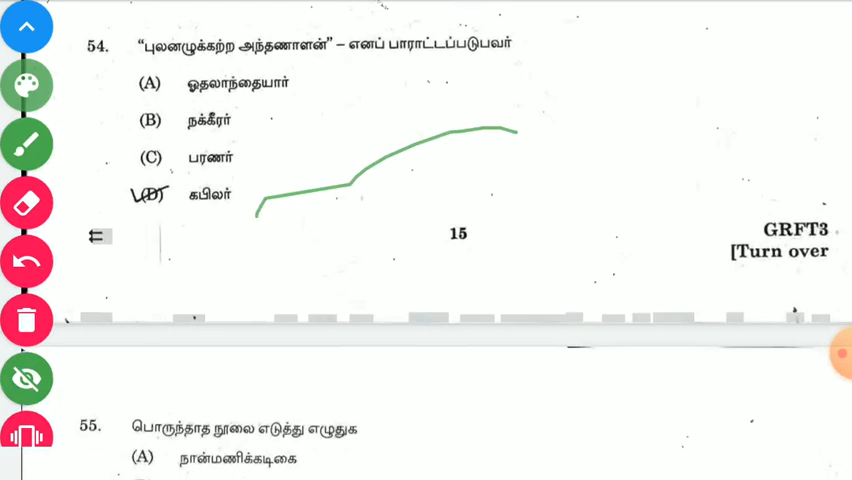 54. “புலனழுக்கற்ற அந்தணாளன்” – எனப் பாராட்டப்படுபவர்
(A) ஓதலாந்தையார்
(B) நக்கீரர்
(C) பரணர்
(D) கபிலர்
15
GRFT3
[Turn over
55. பொருந்தாத நூலை எடுத்து எழுதுக
(A) நான்மணிக்கடிகை